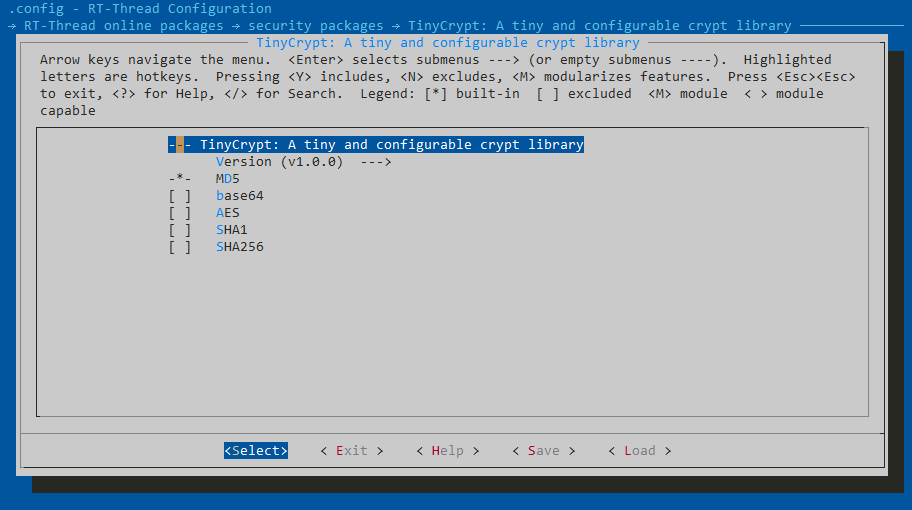 .config - RT-Thread Configuration
→ RT-Thread online packages → security packages → TinyCrypt: A tiny and configurable crypt library
TinyCrypt: A tiny and configurable crypt library
Arrow keys navigate the menu.  <Enter> selects submenus ---> (or empty submenus ----).  Highlighted
letters are hotkeys.  Pressing <Y> includes, <N> excludes, <M> modularizes features.  Press <Esc><Esc>
to exit, <?> for Help, </> for Search.  Legend: [*] built-in  [ ] excluded  <M> module  < > module
capable
--- TinyCrypt: A tiny and configurable crypt library
Version (v1.0.0)  --->
-*-   MD5
[ ]   base64
[ ]   AES
[ ]   SHA1
[ ]   SHA256
<Select>    < Exit >    < Help >    < Save >    < Load >